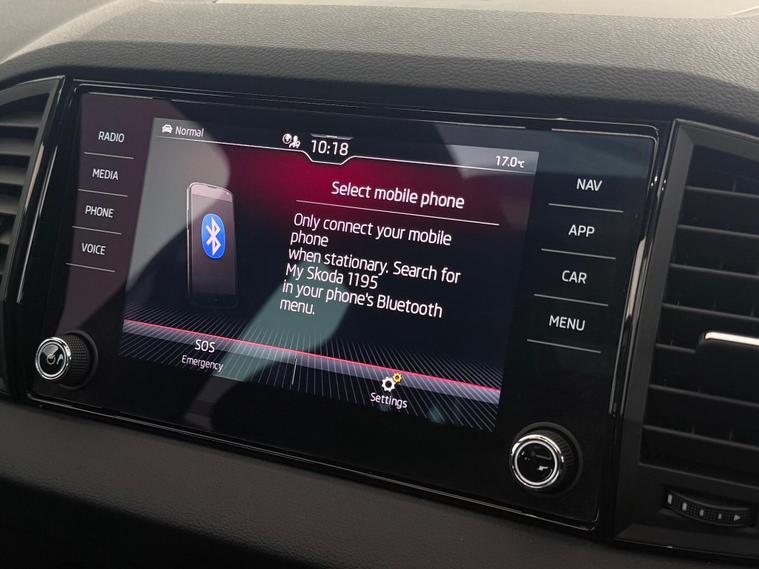 Normal
10:18
17.0°C
RADIO
MEDIA
PHONE
VOICE
Select mobile phone
Only connect your mobile
phone
when stationary. Search for
My Skoda 1195
in your phone's Bluetooth
menu.
SOS
Emergency
Settings
NAV
APP
CAR
MENU